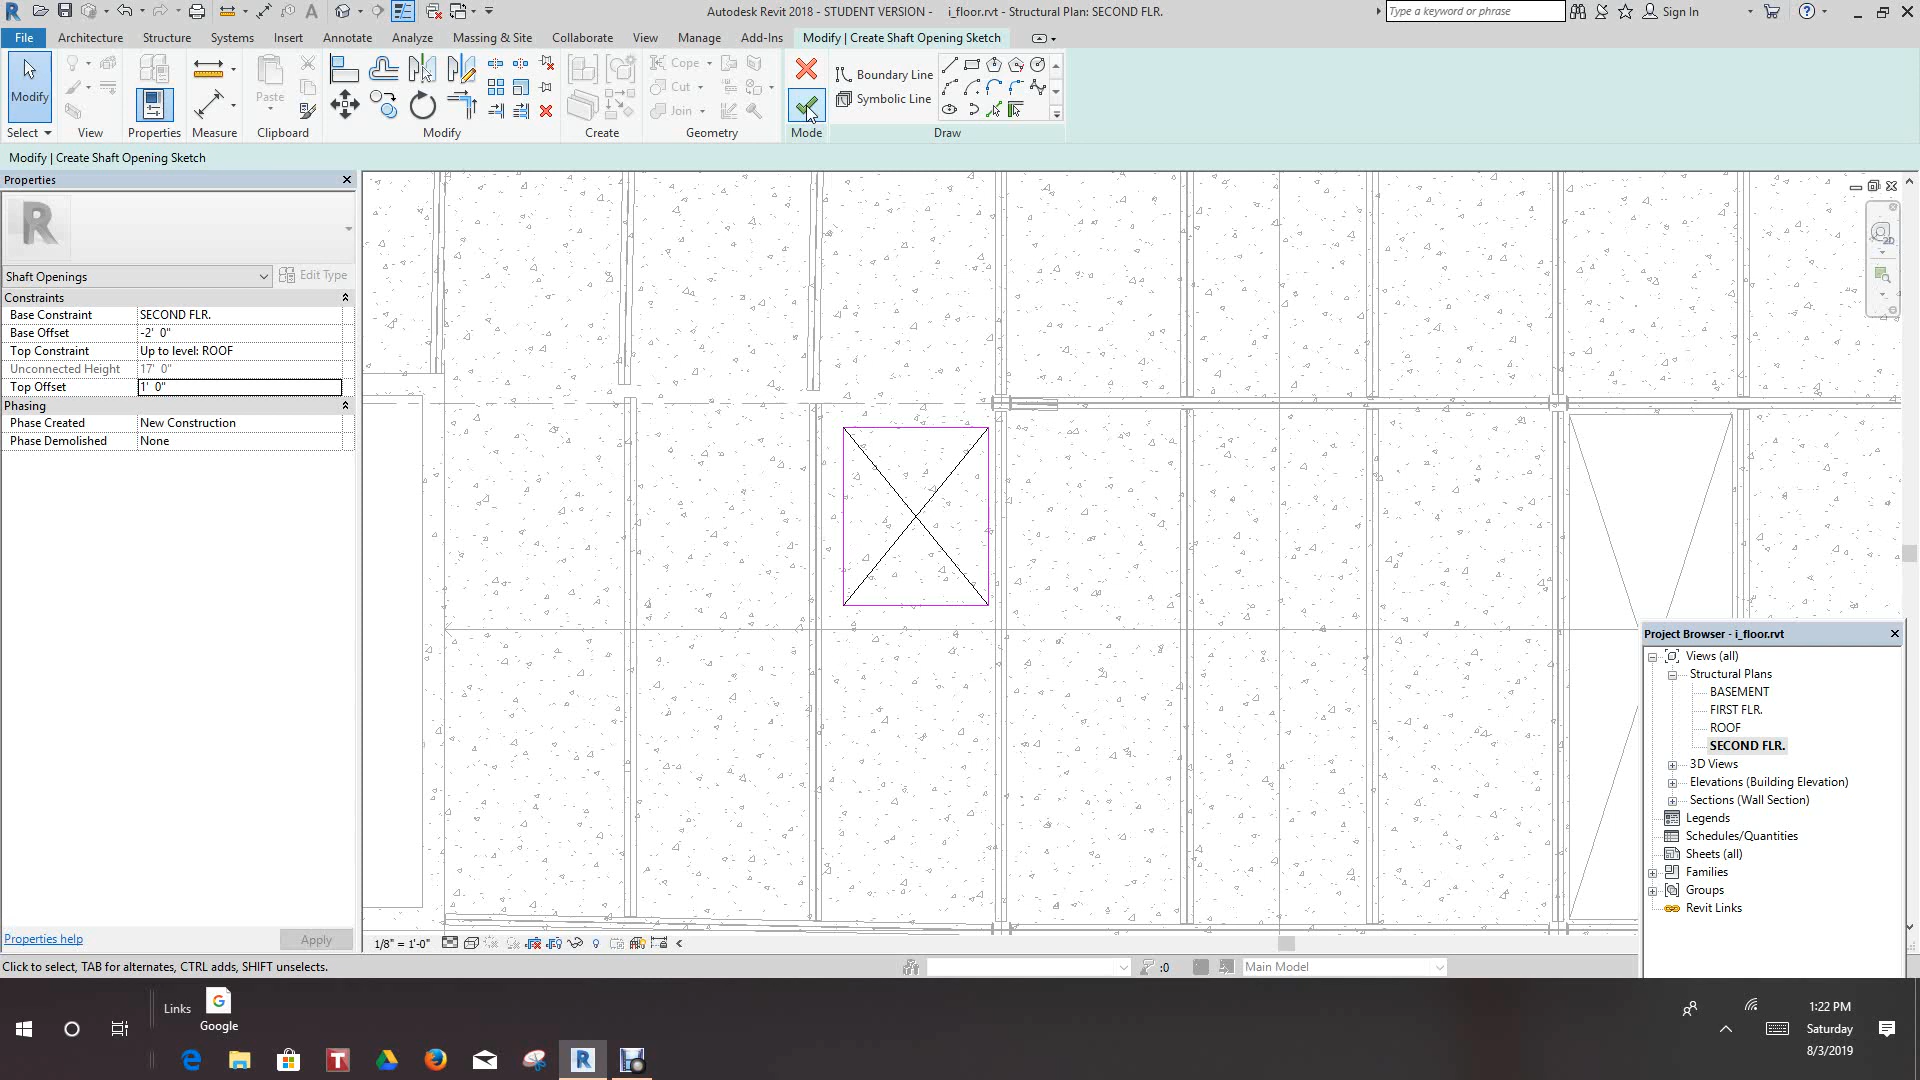 Autodesk Revit 2018 - STUDENT VERSION - i_floor.rvt - Structural Plan: SECOND FLR.
Type a keyword or phrase
Sign In
File Architecture Structure Systems Insert Annotate Analyze Massing & Site Collaborate View Manage Add-Ins Modify | Create Shaft Opening Sketch
Modify
Paste
Cope
Cut
Join
Boundary Line
Symbolic Line
Select View Properties Measure Clipboard Modify Create Geometry Mode Draw
Modify | Create Shaft Opening Sketch
Properties
R
Shaft Openings
Edit Type
Constraints
Base Constraint SECOND FLR.
Base Offset -2' 0"
Top Constraint Up to level: ROOF
Unconnected Height 17' 0"
Top Offset 1' 0"
Phasing
Phase Created New Construction
Phase Demolished None
2D
Project Browser - i_floor.rvt
Views (all)
Structural Plans
BASEMENT
FIRST FLR.
ROOF
SECOND FLR.
3D Views
Elevations (Building Elevation)
Sections (Wall Section)
Legends
Schedules/Quantities
Sheets (all)
Families
Groups
Revit Links
Properties help
Apply
1/8" = 1'-0"
Click to select, TAB for alternates, CTRL adds, SHIFT unselects.
:0
Main Model
Links
Google
1:22 PM
Saturday
8/3/2019